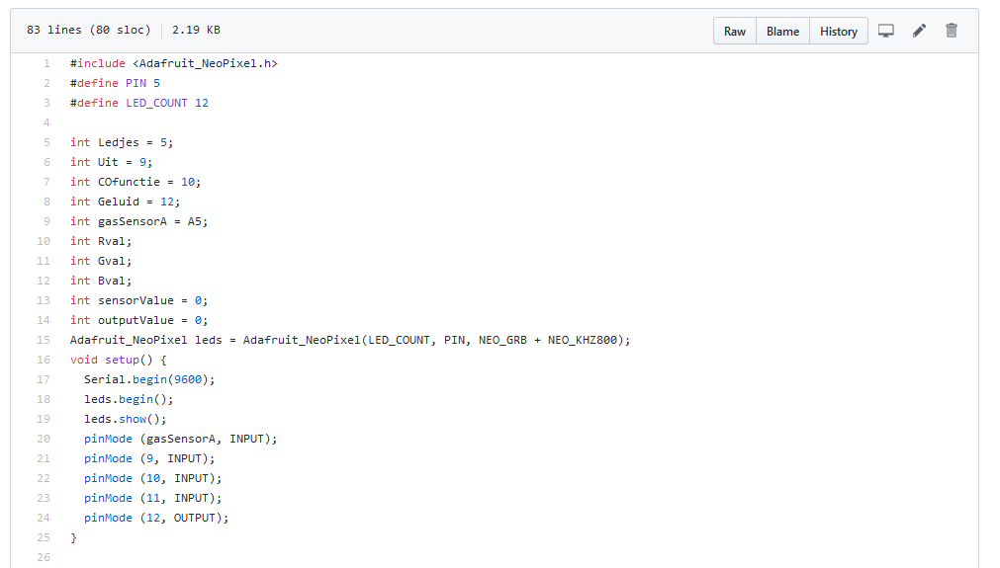 83 lines (80 sloc) 2.19 KB Raw Blame History
1 #include <Adafruit_NeoPixel.h>
2 #define PIN 5
3 #define LED_COUNT 12
4
5 int Ledjes = 5;
6 int Uit = 9;
7 int COfunctie = 10;
8 int Geluid = 12;
9 int gasSensorA = A5;
10 int Rval;
11 int Gval;
12 int Bval;
13 int sensorValue = 0;
14 int outputValue = 0;
15 Adafruit_NeoPixel leds = Adafruit_NeoPixel(LED_COUNT, PIN, NEO_GRB + NEO_KHZ800);
16 void setup() {
17 Serial.begin(9600);
18 leds.begin();
19 leds.show();
20 pinMode (gasSensorA, INPUT);
21 pinMode (9, INPUT);
22 pinMode (10, INPUT);
23 pinMode (11, INPUT);
24 pinMode (12, OUTPUT);
25 }
26